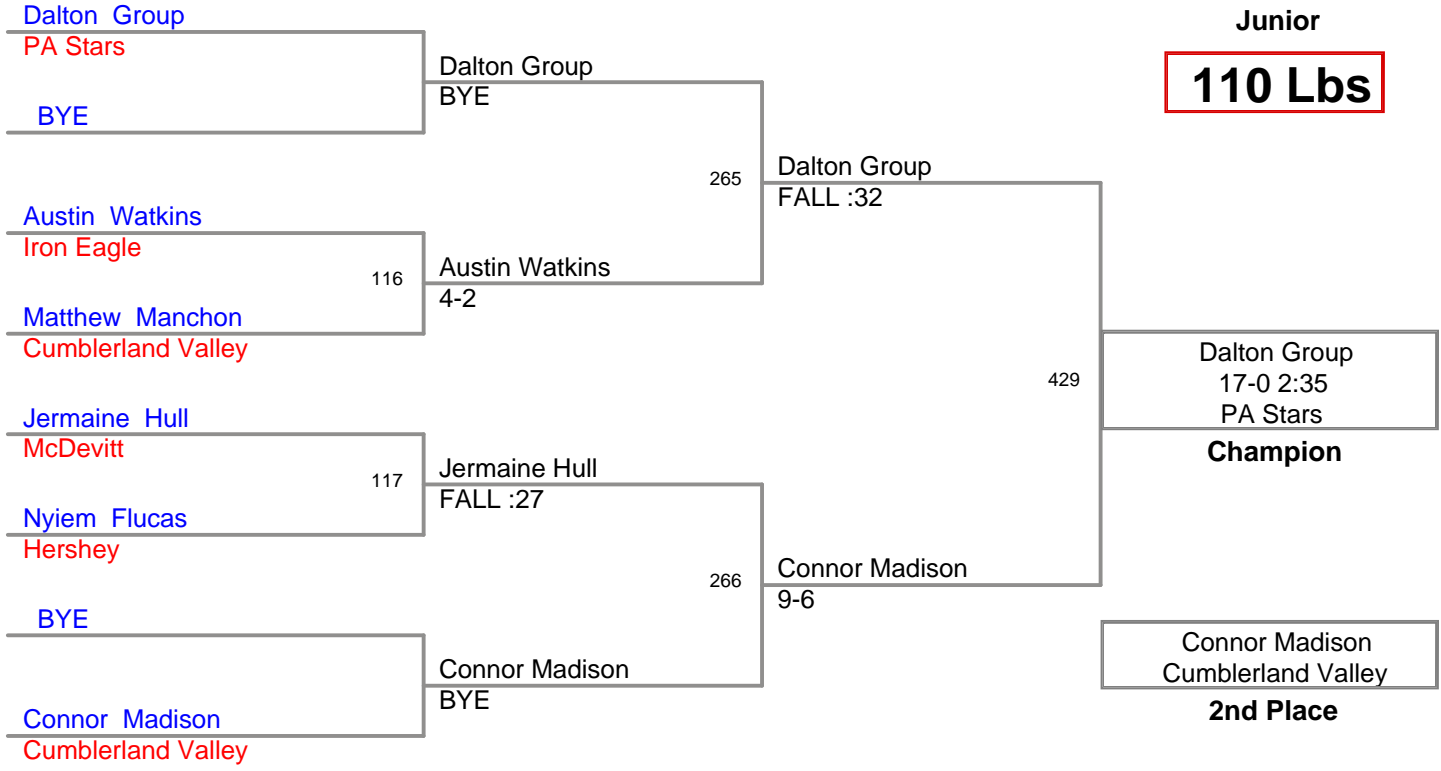 Dalton  Group
PA Stars
BYE
Austin  Watkins
Iron Eagle
Matthew  Manchon
Cumblerland Valley
Jermaine  Hull
McDevitt
Nyiem  Flucas
Hershey
BYE
Connor  Madison
Cumblerland Valley
Dalton Group
BYE
116
Austin Watkins
4-2
117
Jermaine Hull
FALL :27
Connor Madison
BYE
265
Dalton Group
FALL :32
266
Connor Madison
9-6
429
Junior
110 Lbs
Dalton Group
17-0 2:35
PA Stars
Champion
Connor Madison
Cumblerland Valley
2nd Place